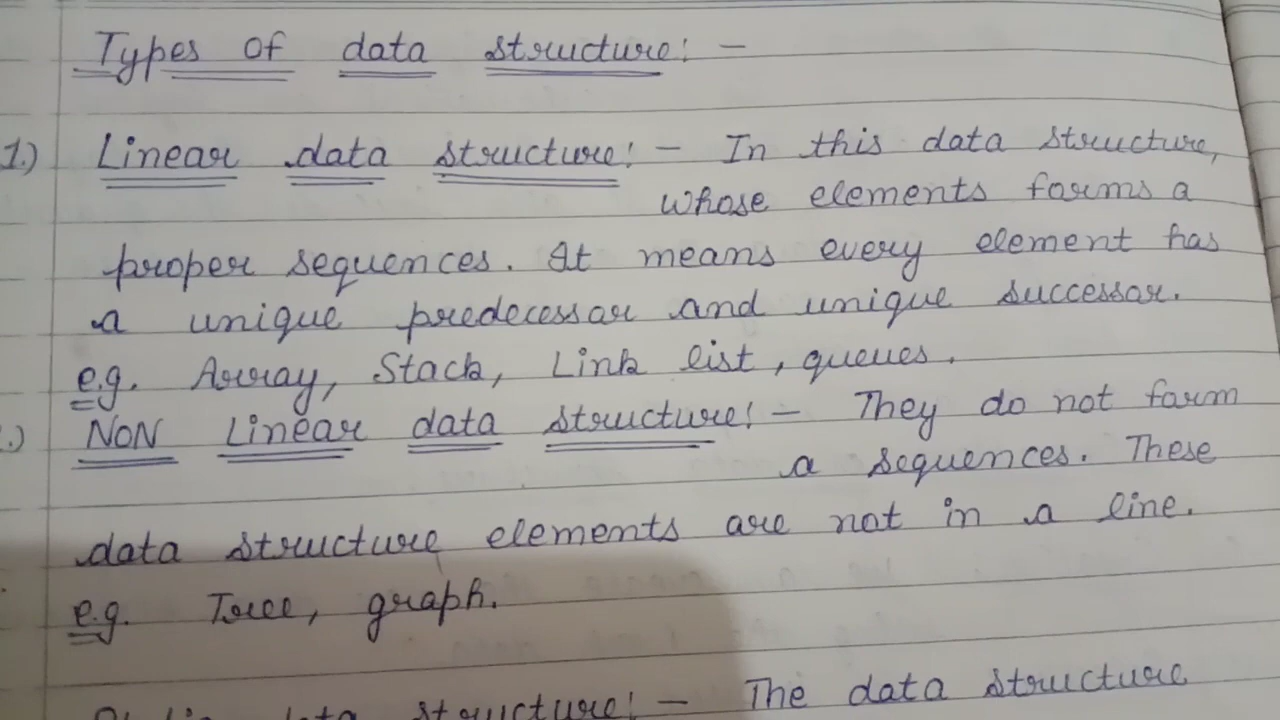 Types of data structure:-
1.) Linear data structure:- In this data structure,
whose elements forms a
proper sequences. It means every element has
a unique predecessor and unique successor.
e.g. Array, Stack, Link list, queues.
.) NON Linear data structure:- They do not form
a sequences. These
data structure elements are not in a line.
e.g. Tree, graph.
data structure:- The data structure